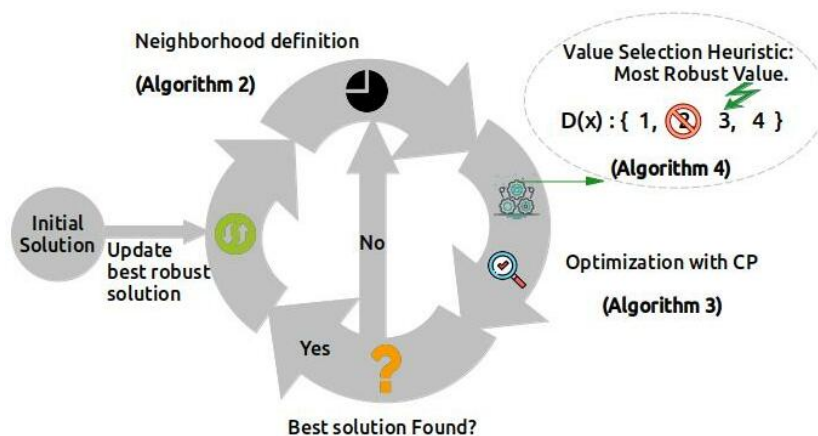 Neighborhood definition
(Algorithm 2)
Value Selection Heuristic:
Most Robust Value.
D(x) : { 1, 2, 3, 4 }
(Algorithm 4)
Initial
Solution
Update
best robust
solution
No
Optimization with CP
(Algorithm 3)
Yes
?
Best solution Found?